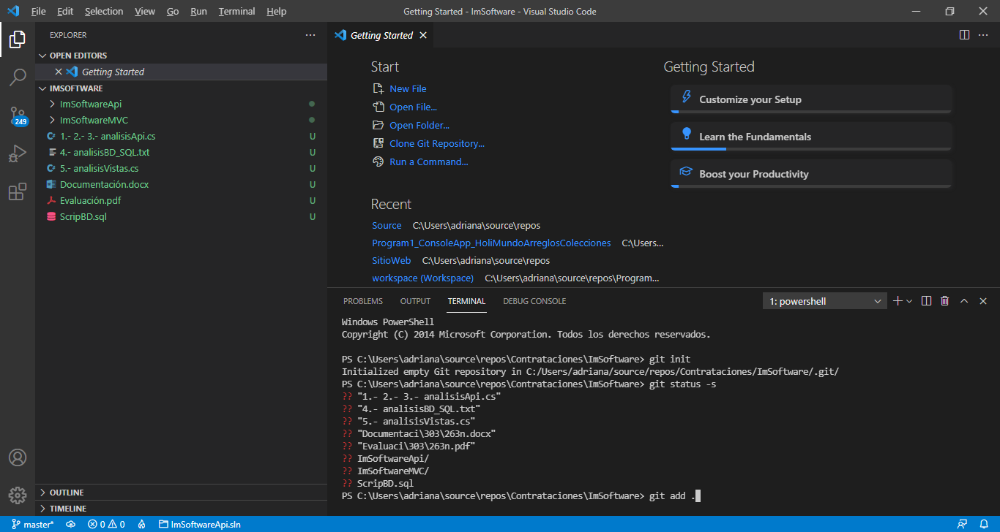 File Edit Selection View Go Run Terminal Help
Getting Started - ImSoftware - Visual Studio Code
EXPLORER
OPEN EDITORS
Getting Started
IMSOFTWARE
ImSoftwareApi
ImSoftwareMVC
1.- 2.- 3.- analisisApi.cs U
4.- analisisBD_SQL.txt U
5.- analisisVistas.cs U
Documentación.docx U
Evaluación.pdf U
ScripBD.sql U
249
OUTLINE
TIMELINE
Getting Started
Start
New File
Open File...
Open Folder...
Clone Git Repository...
Run a Command...
Recent
Source C:\Users\adriana\source\repos
Program1_ConsoleApp_HoliMundoArreglosColecciones C:\Users...
SitioWeb C:\Users\adriana\source\repos
workspace (Workspace) C:\Users\adriana\source\repos\Program...
Getting Started
Customize your Setup
Learn the Fundamentals
Boost your Productivity
PROBLEMS OUTPUT TERMINAL DEBUG CONSOLE
1: powershell
Windows PowerShell
Copyright (C) 2014 Microsoft Corporation. Todos los derechos reservados.
PS C:\Users\adriana\source\repos\Contrataciones\ImSoftware> git init
Initialized empty Git repository in C:/Users/adriana/source/repos/Contrataciones/ImSoftware/.git/
PS C:\Users\adriana\source\repos\Contrataciones\ImSoftware> git status -s
?? "1.- 2.- 3.- analisisApi.cs"
?? "4.- analisisBD_SQL.txt"
?? "5.- analisisVistas.cs"
?? "Documentaci\303\263n.docx"
?? "Evaluaci\303\263n.pdf"
?? ImSoftwareApi/
?? ImSoftwareMVC/
?? ScripBD.sql
PS C:\Users\adriana\source\repos\Contrataciones\ImSoftware> git add .
master* 0 0 ImSoftwareApi.sln